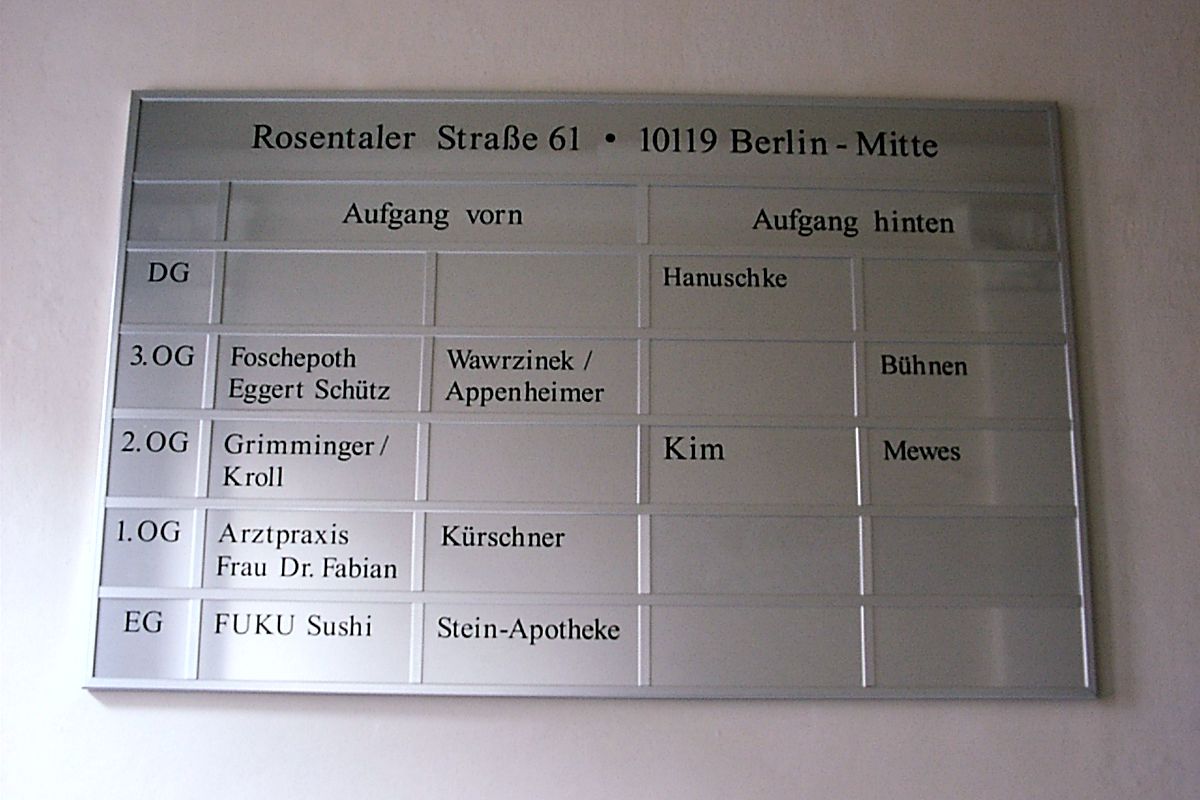 Rosentaler Straße 61 • 10119 Berlin - Mitte
Aufgang vorn
Aufgang hinten
DG
Hanuschke
3.OG
Foschepoth
Eggert Schütz
Wawrzinek /
Appenheimer
Bühnen
2.OG
Grimminger /
Kroll
Kim
Mewes
1.OG
Arztpraxis
Frau Dr. Fabian
Kürschner
EG
FUKU Sushi
Stein-Apotheke